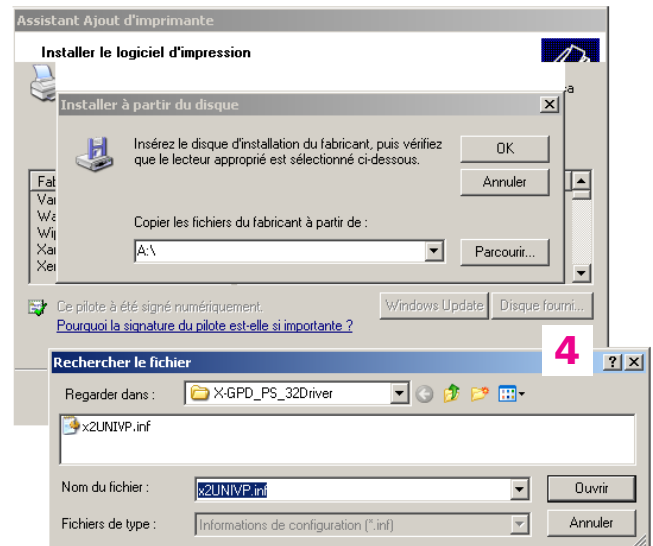 Assistant Ajout d'imprimante
Installer le logiciel d'impression
Installer à partir du disque
Insérez le disque d'installation du fabricant, puis vérifiez
que le lecteur approprié est sélectionné ci-dessous.
OK
Annuler
Copier les fichiers du fabricant à partir de :
A:\
Parcourir...
Ce pilote à été signé numériquement.
Windows Update
Disque fourni...
Pourquoi la signature du pilote est-elle si importante ?
4
Rechercher le fichier
Regarder dans :
X-GPD_PS_32Driver
x2UNIVP.inf
Nom du fichier :
x2UNIVP.inf
Ouvrir
Fichiers de type :
Informations de configuration (*.inf)
Annuler